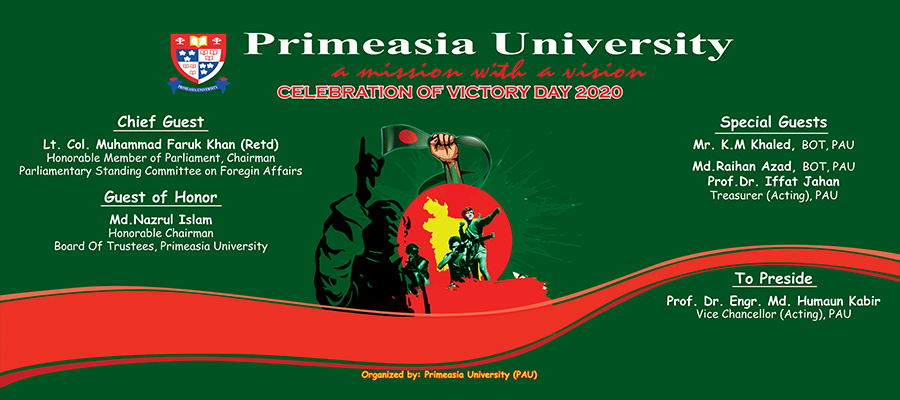 Primeasia University
a mission with a vision
CELEBRATION OF VICTORY DAY 2020
PRIMEASIA UNIVERSITY
Chief Guest
Lt. Col. Muhammad Faruk Khan (Retd)
Honorable Member of Parliament, Chairman
Parliamentary Standing Committee on Foregin Affairs
Guest of Honor
Md.Nazrul Islam
Honorable Chairman
Board Of Trustees, Primeasia University
Special Guests
Mr. K.M Khaled, BOT, PAU
Md.Raihan Azad, BOT, PAU
Prof.Dr. Iffat Jahan
Treasurer (Acting), PAU
To Preside
Prof. Dr. Engr. Md. Humaun Kabir
Vice Chancellor (Acting), PAU
Organized by: Primeasia University (PAU)